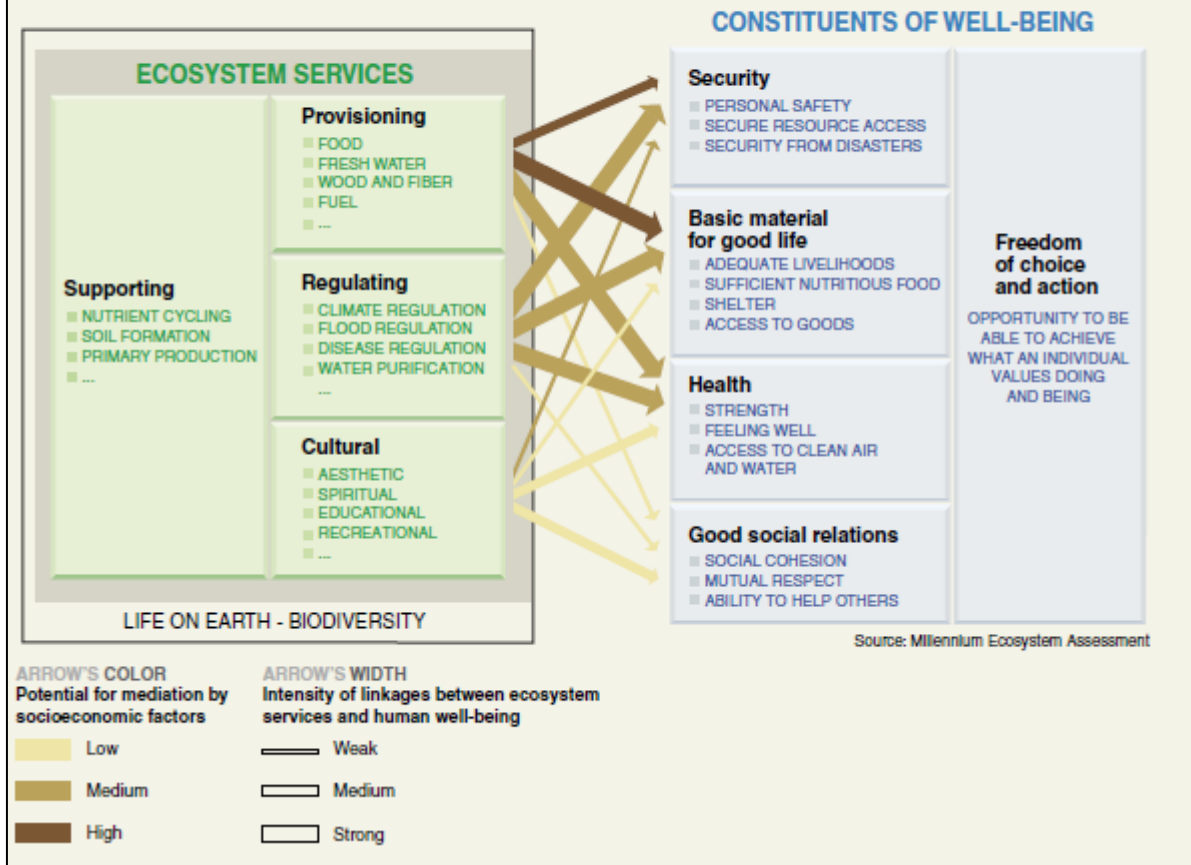 CONSTITUENTS OF WELL-BEING
ECOSYSTEM SERVICES
Supporting
NUTRIENT CYCLING
SOIL FORMATION
PRIMARY PRODUCTION
...
Provisioning
FOOD
FRESH WATER
WOOD AND FIBER
FUEL
...
Regulating
CLIMATE REGULATION
FLOOD REGULATION
DISEASE REGULATION
WATER PURIFICATION
...
Cultural
AESTHETIC
SPIRITUAL
EDUCATIONAL
RECREATIONAL
...
LIFE ON EARTH - BIODIVERSITY
Security
PERSONAL SAFETY
SECURE RESOURCE ACCESS
SECURITY FROM DISASTERS
Basic material
for good life
ADEQUATE LIVELIHOODS
SUFFICIENT NUTRITIOUS FOOD
SHELTER
ACCESS TO GOODS
Health
STRENGTH
FEELING WELL
ACCESS TO CLEAN AIR
AND WATER
Good social relations
SOCIAL COHESION
MUTUAL RESPECT
ABILITY TO HELP OTHERS
Freedom
of choice
and action
OPPORTUNITY TO BE
ABLE TO ACHIEVE
WHAT AN INDIVIDUAL
VALUES DOING
AND BEING
Source: Millennium Ecosystem Assessment
ARROW'S COLOR
Potential for mediation by
socioeconomic factors
Low
Medium
High
ARROW'S WIDTH
Intensity of linkages between ecosystem
services and human well-being
Weak
Medium
Strong